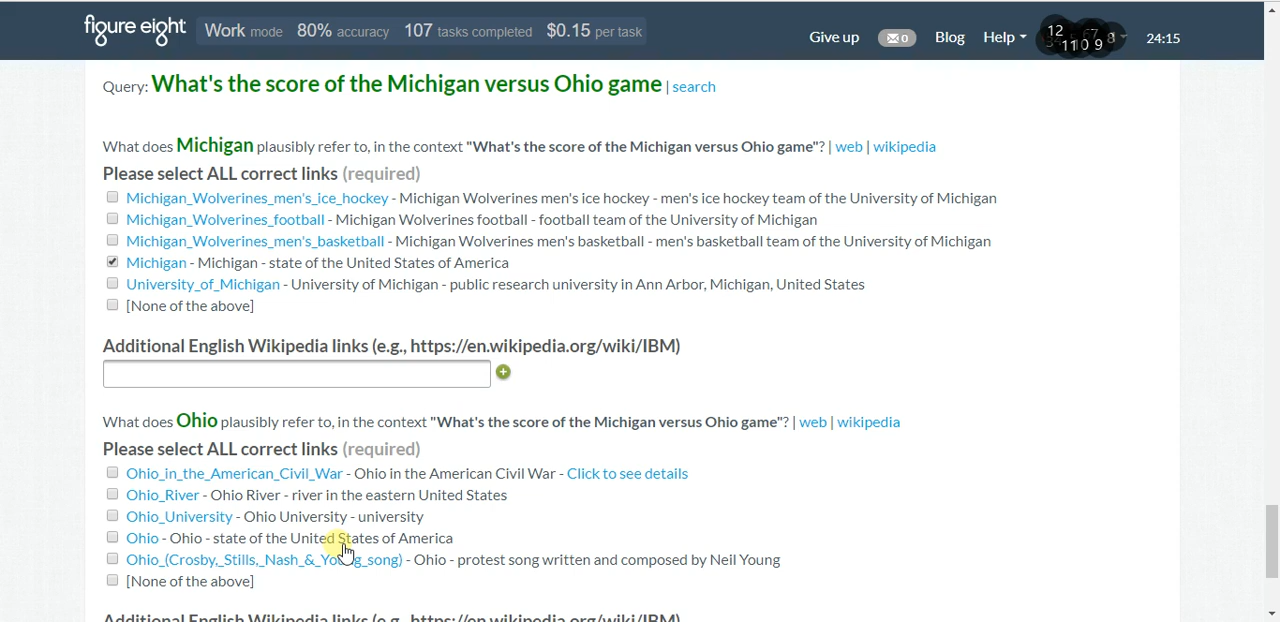 figure eight Work mode 80% accuracy 107 tasks completed $0.15 per task Give up 0 Blog Help 24:15
Query: What's the score of the Michigan versus Ohio game | search
What does Michigan plausibly refer to, in the context "What's the score of the Michigan versus Ohio game"? | web | wikipedia
Please select ALL correct links (required)
Michigan_Wolverines_men's_ice_hockey - Michigan Wolverines men's ice hockey - men's ice hockey team of the University of Michigan
Michigan_Wolverines_football - Michigan Wolverines football - football team of the University of Michigan
Michigan_Wolverines_men's_basketball - Michigan Wolverines men's basketball - men's basketball team of the University of Michigan
Michigan - Michigan - state of the United States of America
University_of_Michigan - University of Michigan - public research university in Ann Arbor, Michigan, United States
[None of the above]
Additional English Wikipedia links (e.g., https://en.wikipedia.org/wiki/IBM)
What does Ohio plausibly refer to, in the context "What's the score of the Michigan versus Ohio game"? | web | wikipedia
Please select ALL correct links (required)
Ohio_in_the_American_Civil_War - Ohio in the American Civil War - Click to see details
Ohio_River - Ohio River - river in the eastern United States
Ohio_University - Ohio University - university
Ohio - Ohio - state of the United States of America
Ohio_(Crosby,_Stills,_Nash_&_Young_song) - Ohio - protest song written and composed by Neil Young
[None of the above]
Additional English Wikipedia links (e.g., https://en.wikipedia.org/wiki/IBM)